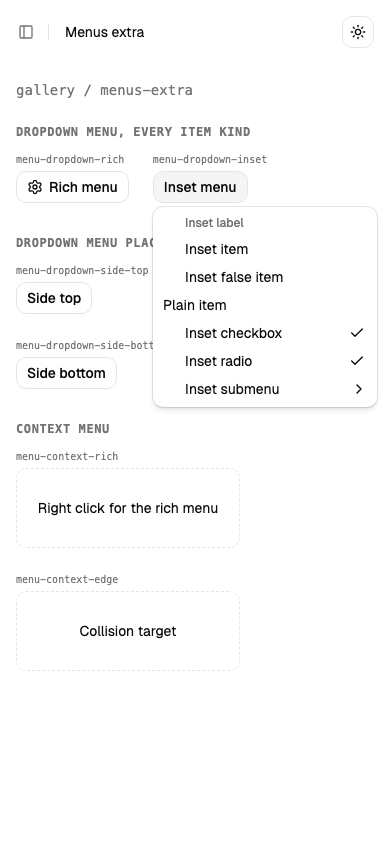 Menus extra
gallery / menus-extra
DROPDOWN MENU, EVERY ITEM KIND
menu-dropdown-rich
menu-dropdown-inset
Rich menu
Inset menu
Inset label
Inset item
Inset false item
Plain item
Inset checkbox
Inset radio
Inset submenu
DROPDOWN MENU PLAC
menu-dropdown-side-top
Side top
menu-dropdown-side-bott
Side bottom
CONTEXT MENU
menu-context-rich
Right click for the rich menu
menu-context-edge
Collision target